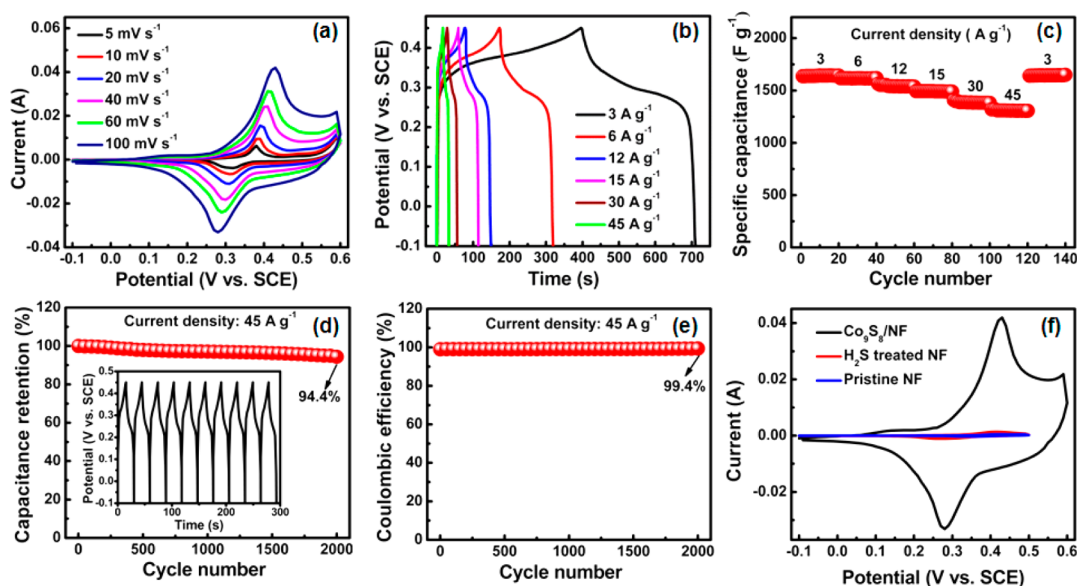 (a)
5 mV s⁻¹
10 mV s⁻¹
20 mV s⁻¹
40 mV s⁻¹
60 mV s⁻¹
100 mV s⁻¹
Current (A)
0.06
0.04
0.02
0.00
-0.02
-0.04
-0.1 0.0 0.1 0.2 0.3 0.4 0.5 0.6
Potential (V vs. SCE)
(b)
3 A g⁻¹
6 A g⁻¹
12 A g⁻¹
15 A g⁻¹
30 A g⁻¹
45 A g⁻¹
Potential (V vs. SCE)
0.4
0.3
0.2
0.1
0.0
-0.1
0 100 200 300 400 500 600 700
Time (s)
(c)
Current density ( A g⁻¹)
3 6 12 15 30 45 3
Specific capacitance (F g⁻¹)
2000
1500
1000
500
0
0 20 40 60 80 100 120 140
Cycle number
(d)
Current density: 45 A g⁻¹
94.4%
Capacitance retention (%)
120
100
80
60
40
20
0
Potential (V vs. SCE)
0.5
0.4
0.3
0.2
0.1
0.0
-0.1
0 100 200 300
Time (s)
0 500 1000 1500 2000
Cycle number
(e)
Current density: 45 A g⁻¹
99.4%
Coulombic efficiency (%)
120
100
80
60
40
20
0
0 500 1000 1500 2000
Cycle number
(f)
Co₉S₈/NF
H₂S treated NF
Pristine NF
Current (A)
0.04
0.02
0.00
-0.02
-0.1 0.0 0.1 0.2 0.3 0.4 0.5 0.6
Potential (V vs. SCE)